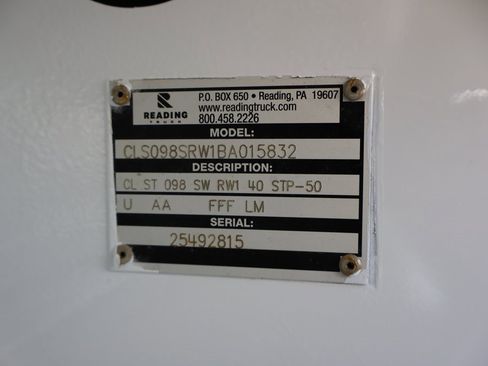 READING
TRUCK
P.O. BOX 650 • Reading, PA 19607
www.readingtruck.com
800.458.2226
MODEL:
CLS098SRW1BA015832
DESCRIPTION:
CL ST 098 SW RW1 40 STP-50
U AA FFF LM
SERIAL:
25492815